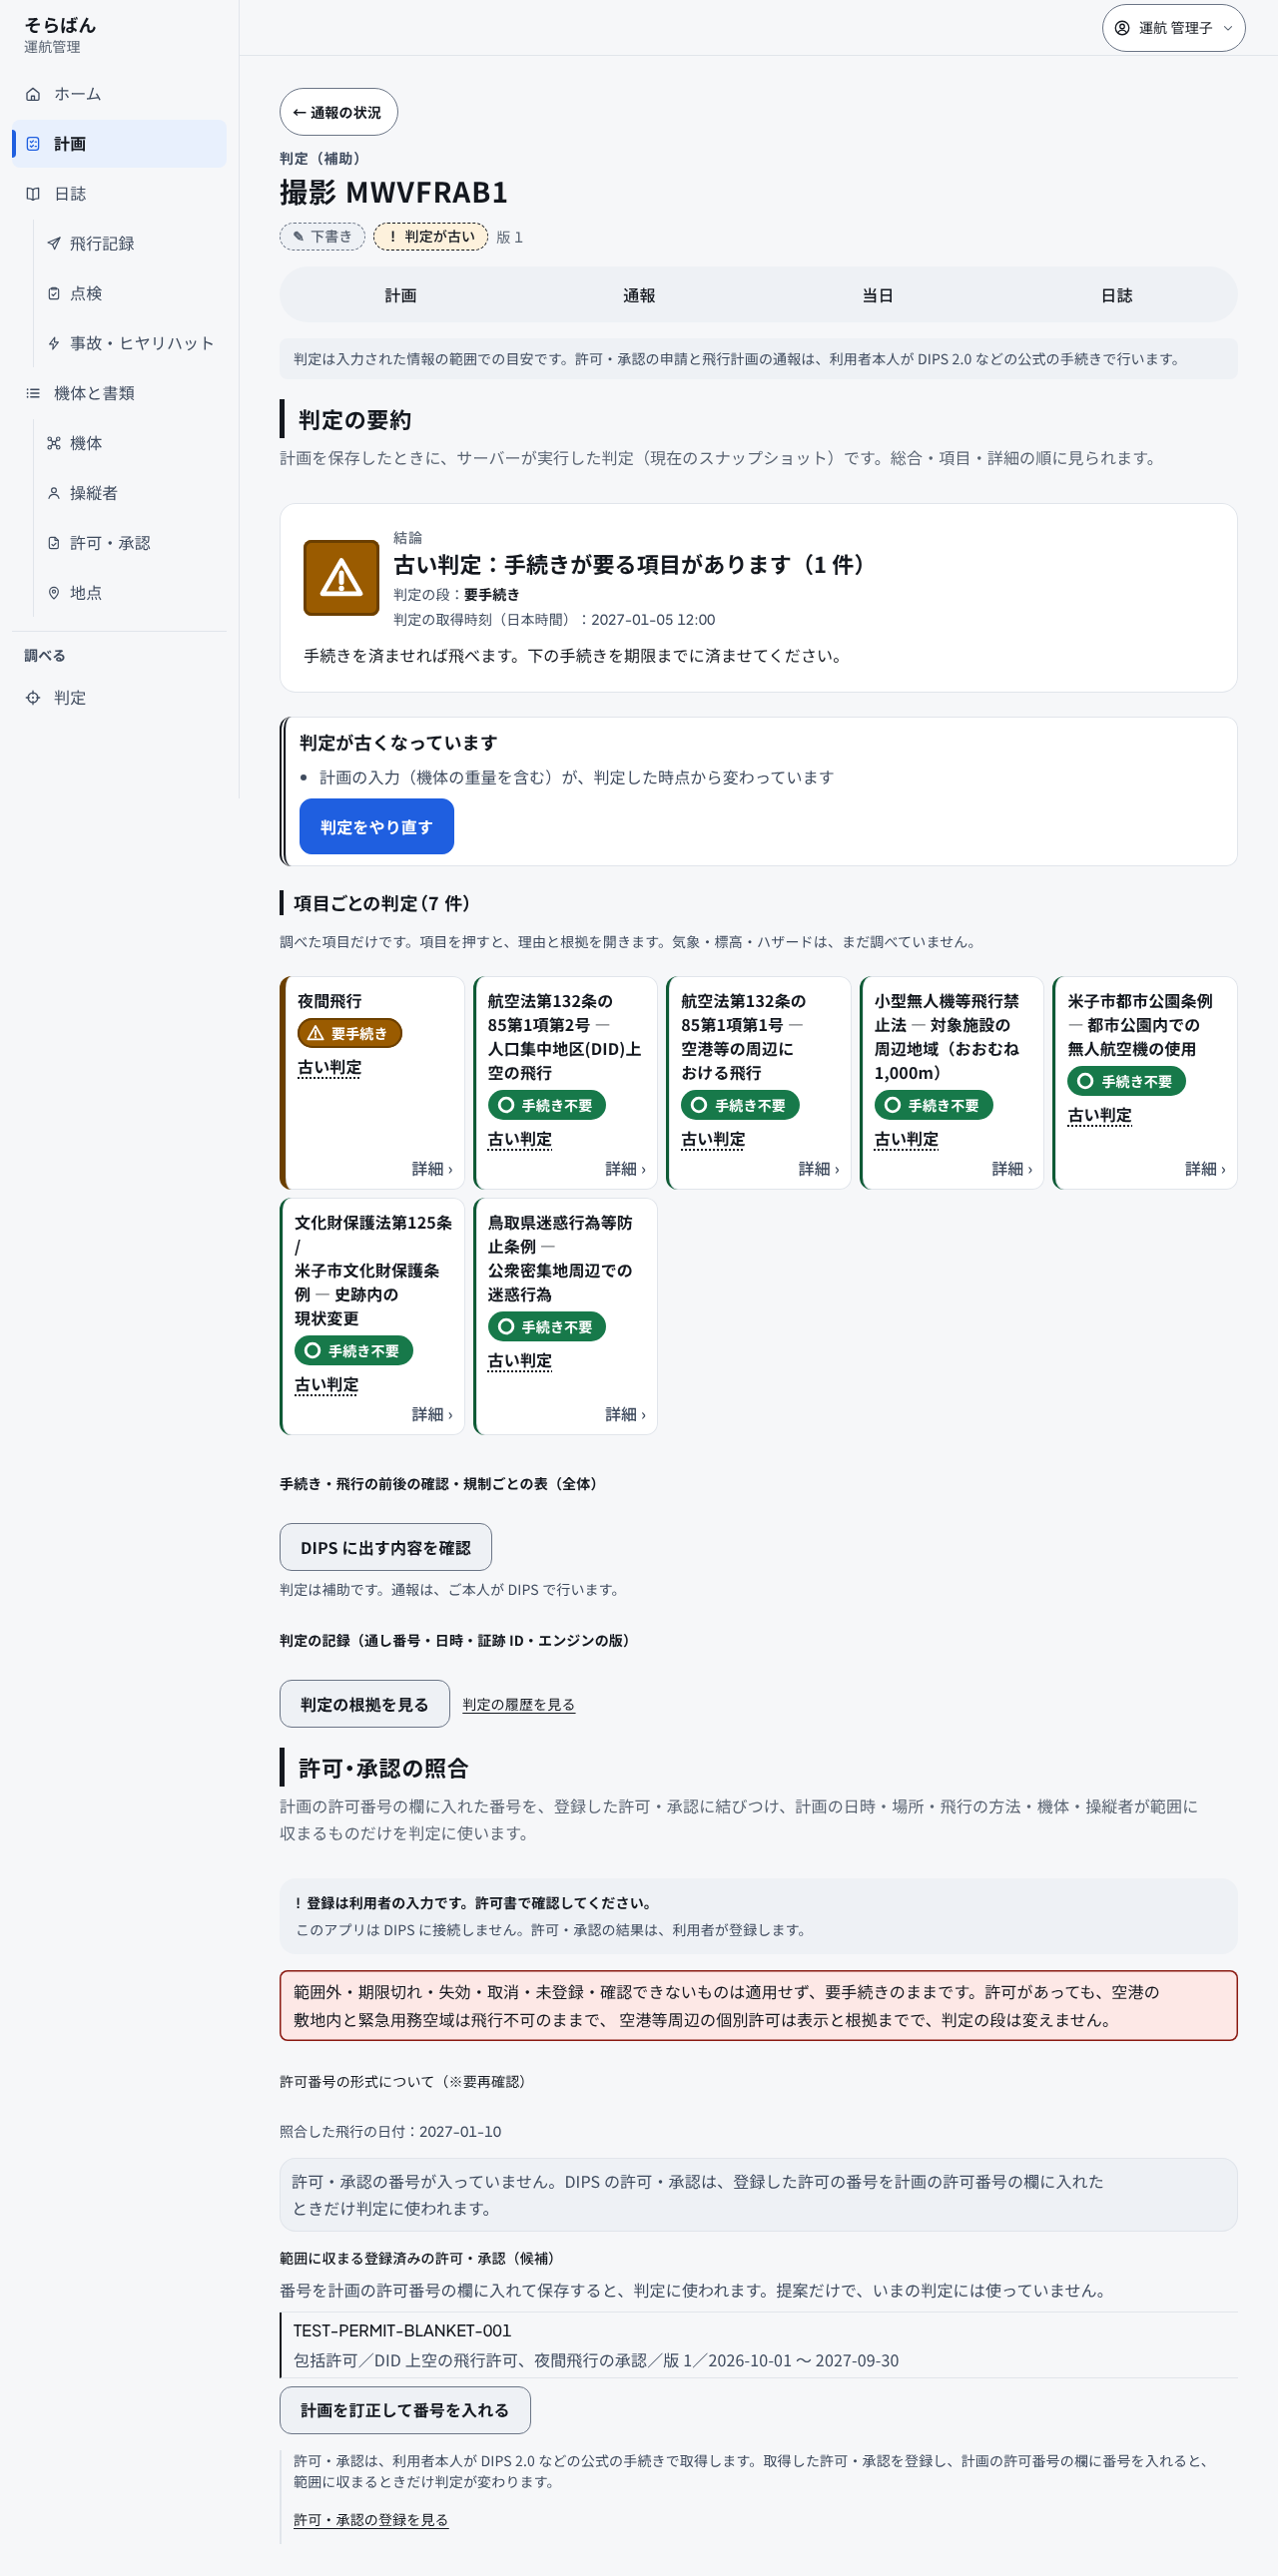 そらばん
運航管理
運航 管理子
ホーム
計画
日誌
飛行記録
点検
事故・ヒヤリハット
機体と書類
機体
操縦者
許可・承認
地点
調べる
判定
← 通報の状況
判定（補助）
撮影 MWVFRAB1
✎ 下書き
! 判定が古い
版 1
計画
通報
当日
日誌
判定は入力された情報の範囲での目安です。許可・承認の申請と飛行計画の通報は、利用者本人が DIPS 2.0 などの公式の手続きで行います。
判定の要約
計画を保存したときに、サーバーが実行した判定（現在のスナップショット）です。総合・項目・詳細の順に見られます。
結論
古い判定：手続きが要る項目があります（1 件）
判定の段：要手続き
判定の取得時刻（日本時間）：2027-01-05 12:00
手続きを済ませれば飛べます。下の手続きを期限までに済ませてください。
判定が古くなっています
• 計画の入力（機体の重量を含む）が、判定した時点から変わっています
判定をやり直す
項目ごとの判定（7 件）
調べた項目だけです。項目を押すと、理由と根拠を開きます。気象・標高・ハザードは、まだ調べていません。
夜間飛行
要手続き
古い判定
詳細 ›
航空法第132条の
85第1項第2号 —
人口集中地区(DID)上
空の飛行
手続き不要
古い判定
詳細 ›
航空法第132条の
85第1項第1号 —
空港等の周辺に
おける飛行
手続き不要
古い判定
詳細 ›
小型無人機等飛行禁
止法 — 対象施設の
周辺地域（おおむね
1,000m）
手続き不要
古い判定
詳細 ›
米子市都市公園条例
— 都市公園内での
無人航空機の使用
手続き不要
古い判定
詳細 ›
文化財保護法第125条
/
米子市文化財保護条
例 — 史跡内の
現状変更
手続き不要
古い判定
詳細 ›
鳥取県迷惑行為等防
止条例 —
公衆密集地周辺での
迷惑行為
手続き不要
古い判定
詳細 ›
手続き・飛行の前後の確認・規制ごとの表（全体）
DIPS に出す内容を確認
判定は補助です。通報は、ご本人が DIPS で行います。
判定の記録（通し番号・日時・証跡 ID・エンジンの版）
判定の根拠を見る
判定の履歴を見る
許可・承認の照合
計画の許可番号の欄に入れた番号を、登録した許可・承認に結びつけ、計画の日時・場所・飛行の方法・機体・操縦者が範囲に
収まるものだけを判定に使います。
! 登録は利用者の入力です。許可書で確認してください。
このアプリは DIPS に接続しません。許可・承認の結果は、利用者が登録します。
範囲外・期限切れ・失効・取消・未登録・確認できないものは適用せず、要手続きのままです。許可があっても、空港の
敷地内と緊急用務空域は飛行不可のままで、 空港等周辺の個別許可は表示と根拠までで、判定の段は変えません。
許可番号の形式について（※要再確認）
照合した飛行の日付：2027-01-10
許可・承認の番号が入っていません。DIPS の許可・承認は、登録した許可の番号を計画の許可番号の欄に入れた
ときだけ判定に使われます。
範囲に収まる登録済みの許可・承認（候補）
番号を計画の許可番号の欄に入れて保存すると、判定に使われます。提案だけで、いまの判定には使っていません。
TEST-PERMIT-BLANKET-001
包括許可／DID 上空の飛行許可、夜間飛行の承認／版 1／2026-10-01 〜 2027-09-30
計画を訂正して番号を入れる
許可・承認は、利用者本人が DIPS 2.0 などの公式の手続きで取得します。取得した許可・承認を登録し、計画の許可番号の欄に番号を入れると、
範囲に収まるときだけ判定が変わります。
許可・承認の登録を見る